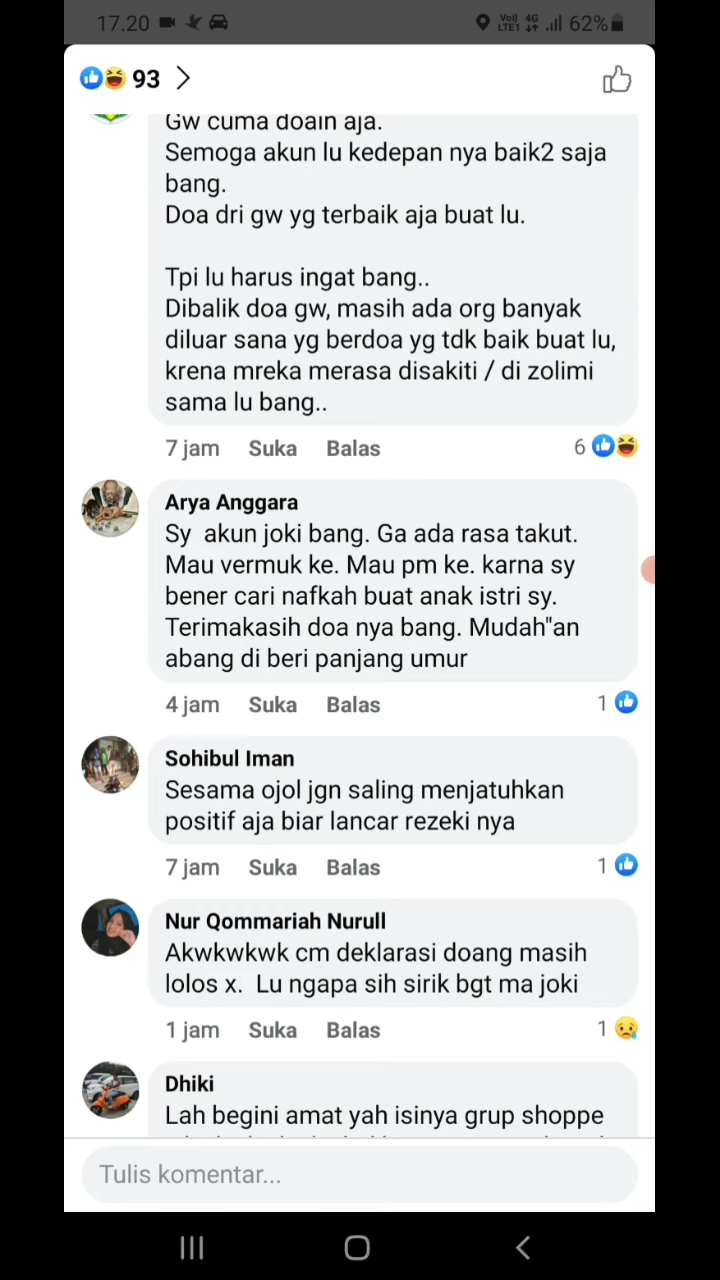 17.20
Vo) 4G
LTE1
62%
93
Gw cuma doain aja.
Semoga akun lu kedepan nya baik2 saja
bang.
Doa dri gw yg terbaik aja buat lu.
Tpi lu harus ingat bang..
Dibalik doa gw, masih ada org banyak
diluar sana yg berdoa yg tdk baik buat lu,
krena mreka merasa disakiti / di zolimi
sama lu bang..
7 jam Suka Balas 6
Arya Anggara
Sy akun joki bang. Ga ada rasa takut.
Mau vermuk ke. Mau pm ke. karna sy
bener cari nafkah buat anak istri sy.
Terimakasih doa nya bang. Mudah"an
abang di beri panjang umur
4 jam Suka Balas 1
Sohibul Iman
Sesama ojol jgn saling menjatuhkan
positif aja biar lancar rezeki nya
7 jam Suka Balas 1
Nur Qommariah Nurull
Akwkwkwk cm deklarasi doang masih
lolos x. Lu ngapa sih sirik bgt ma joki
1 jam Suka Balas 1
Dhiki
Lah begini amat yah isinya grup shoppe
Tulis komentar...